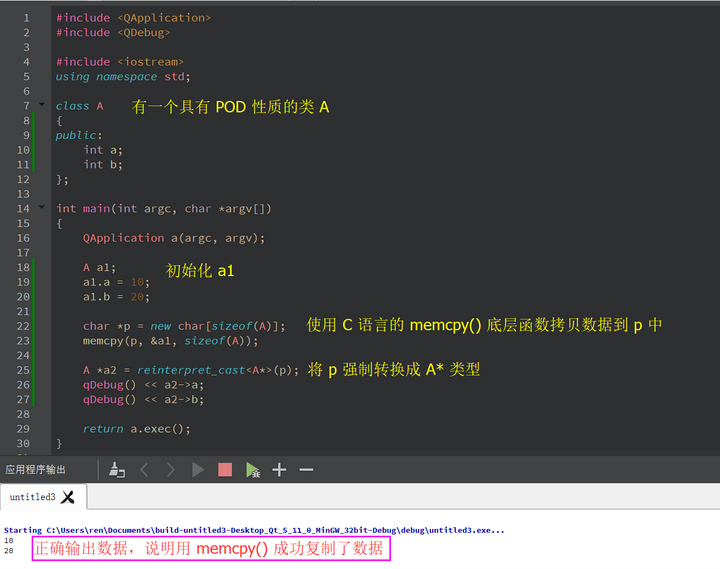 1 #include <QApplication>
2 #include <QDebug>
3
4 #include <iostream>
5 using namespace std;
6
7 class A 有一个具有 POD 性质的类 A
8 {
9 public:
10 int a;
11 int b;
12 };
13
14 int main(int argc, char *argv[])
15 {
16 QApplication a(argc, argv);
17
18 A a1; 初始化 a1
19 a1.a = 10;
20 a1.b = 20;
21
22 char *p = new char[sizeof(A)]; 使用 C 语言的 memcpy() 底层函数拷贝数据到 p 中
23 memcpy(p, &a1, sizeof(A));
24
25 A *a2 = reinterpret_cast<A*>(p); 将 p 强制转换成 A* 类型
26 qDebug() << a2->a;
27 qDebug() << a2->b;
28
29 return a.exec();
30 }
应用程序输出
untitled3
Starting C:\Users\ren\Documents\build-untitled3-Desktop_Qt_5_11_0_MinGW_32bit-Debug\debug\untitled3.exe...
10
20
正确输出数据，说明用 memcpy() 成功复制了数据